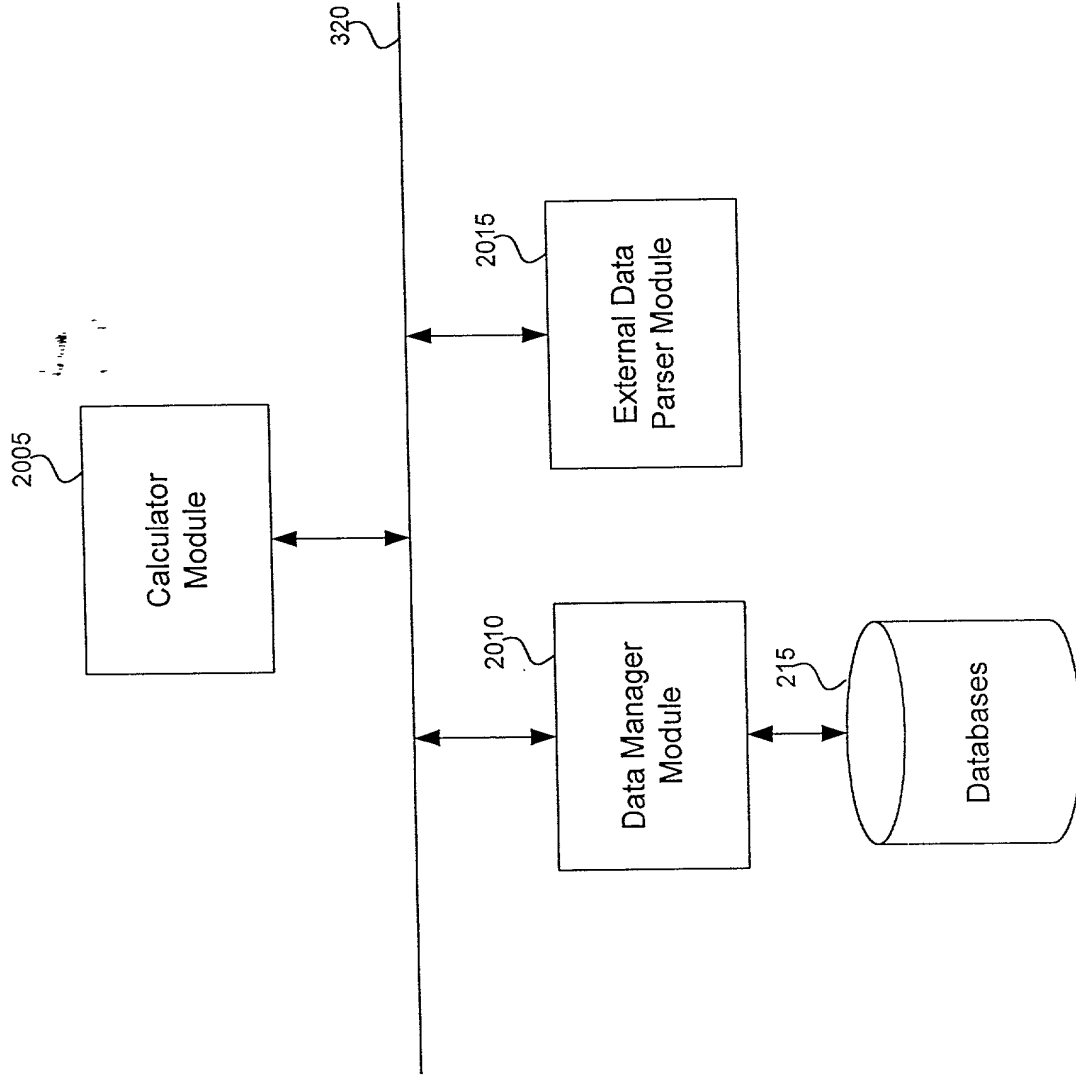 320
2005
Calculator
Module
2015
External Data
Parser Module
2010
Data Manager
Module
215
Databases